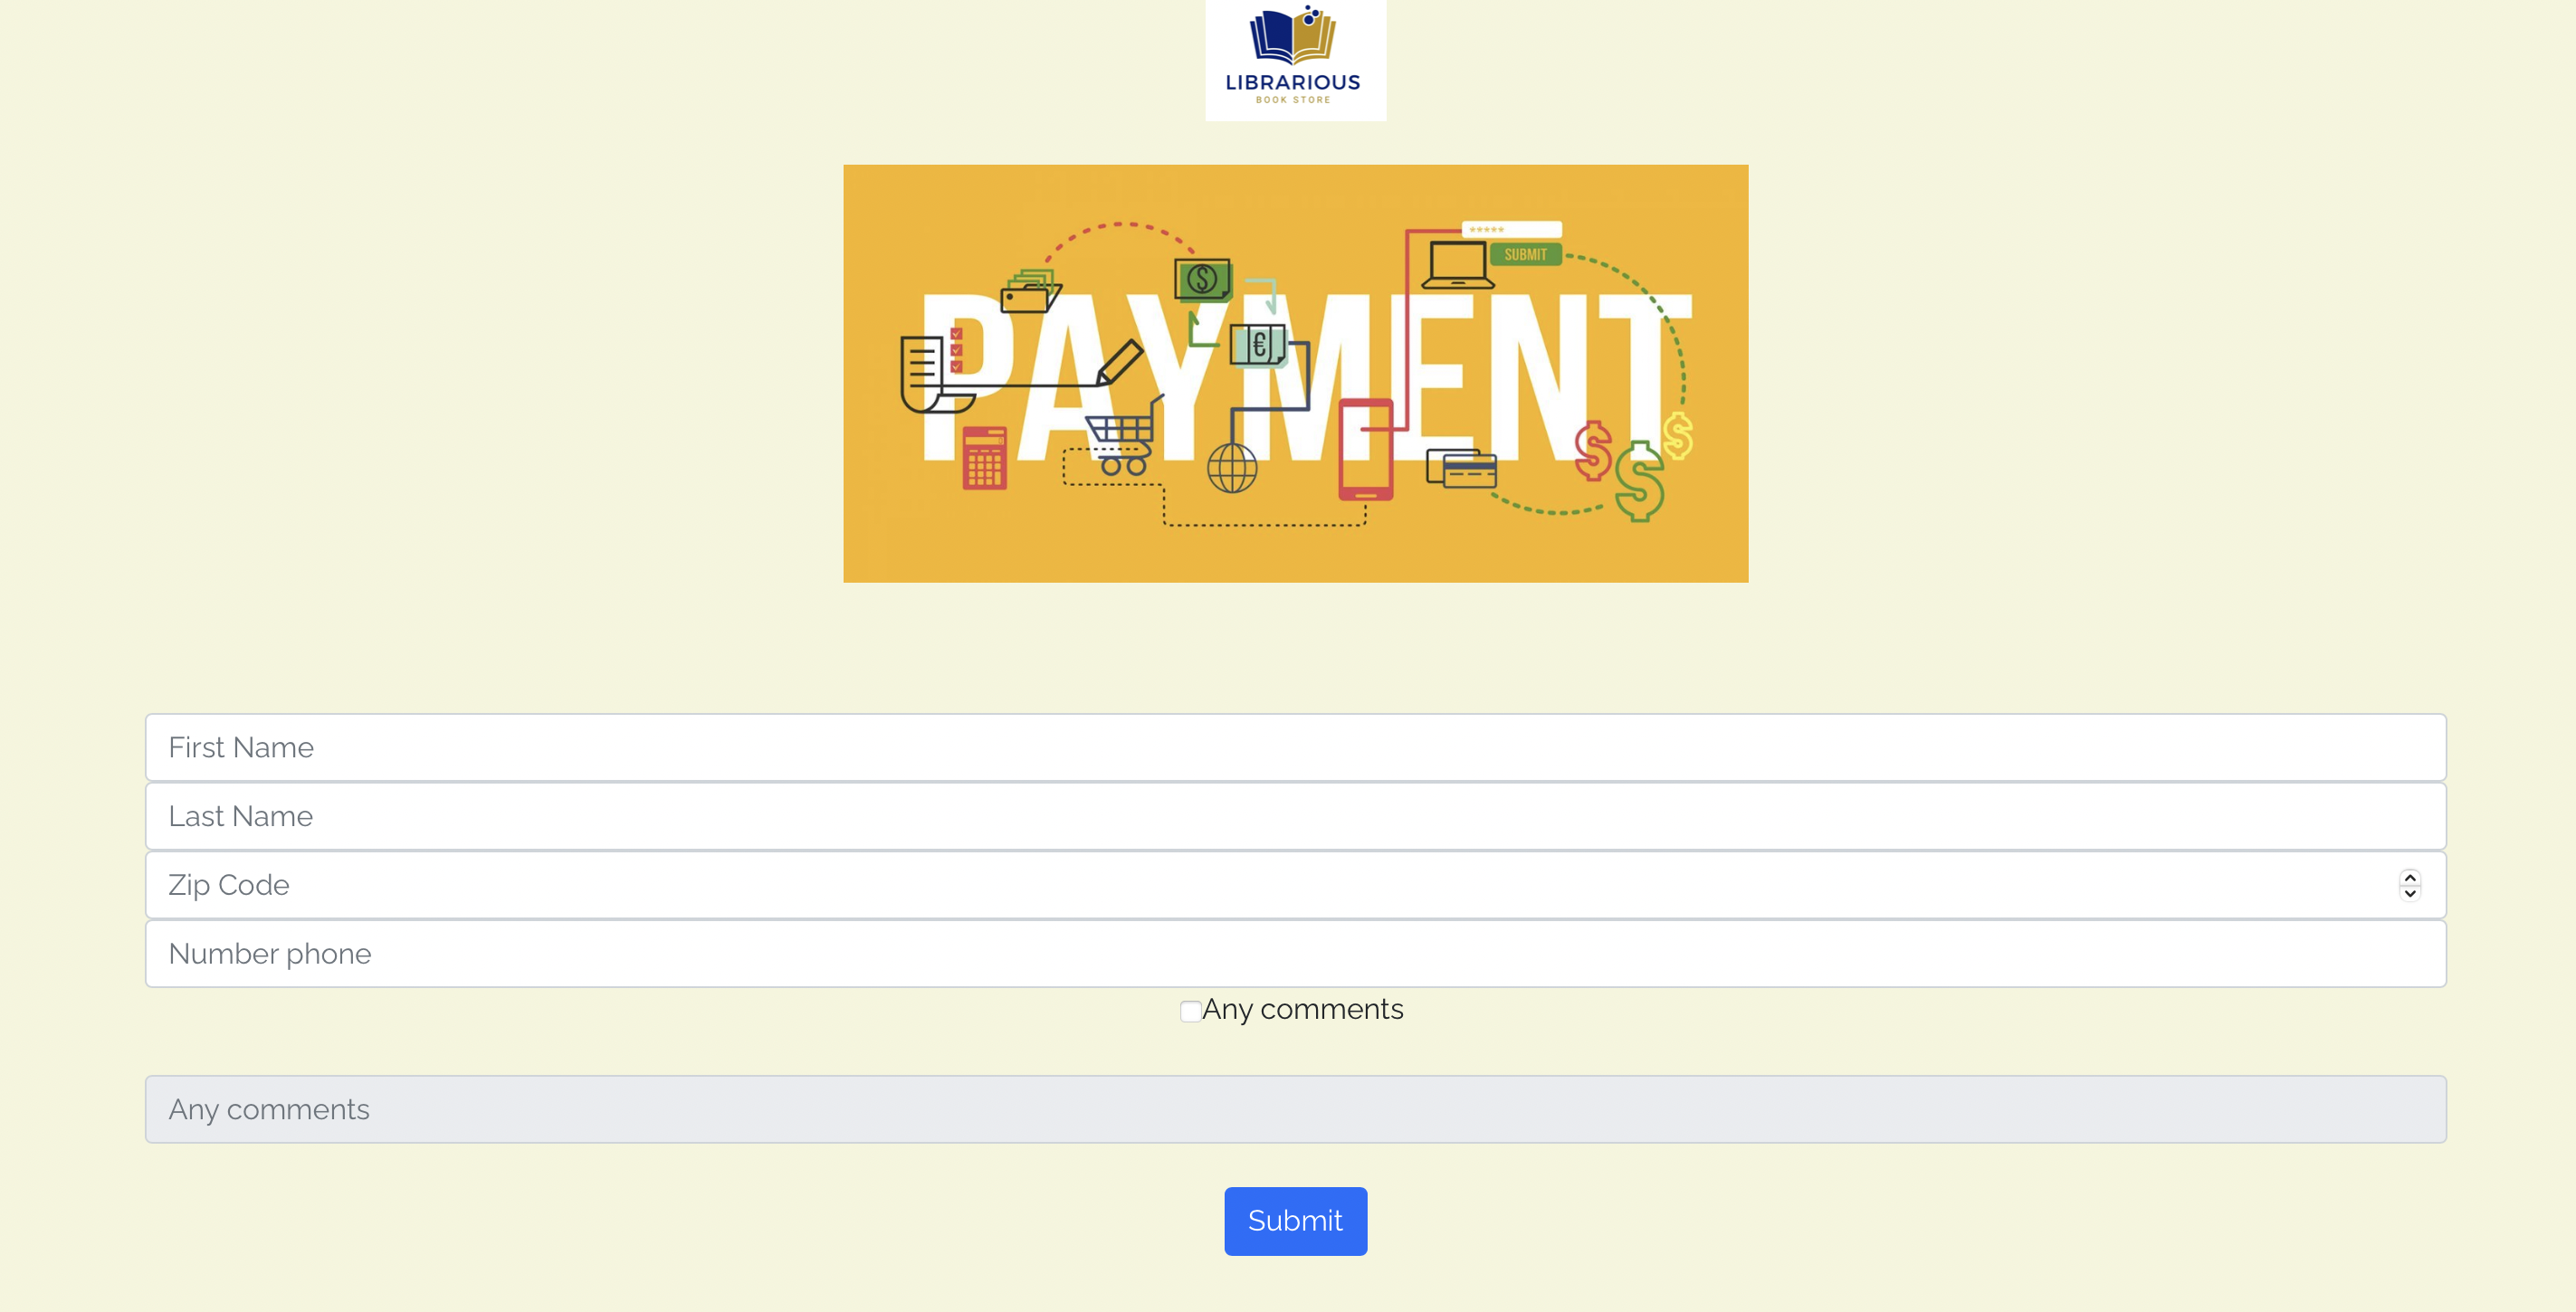 LIBRARIOUS
BOOK STORE
*****
SUBMIT
PAYMENT
$
€
$ $ $
First Name
Last Name
Zip Code
Number phone
Any comments
Any comments
Submit